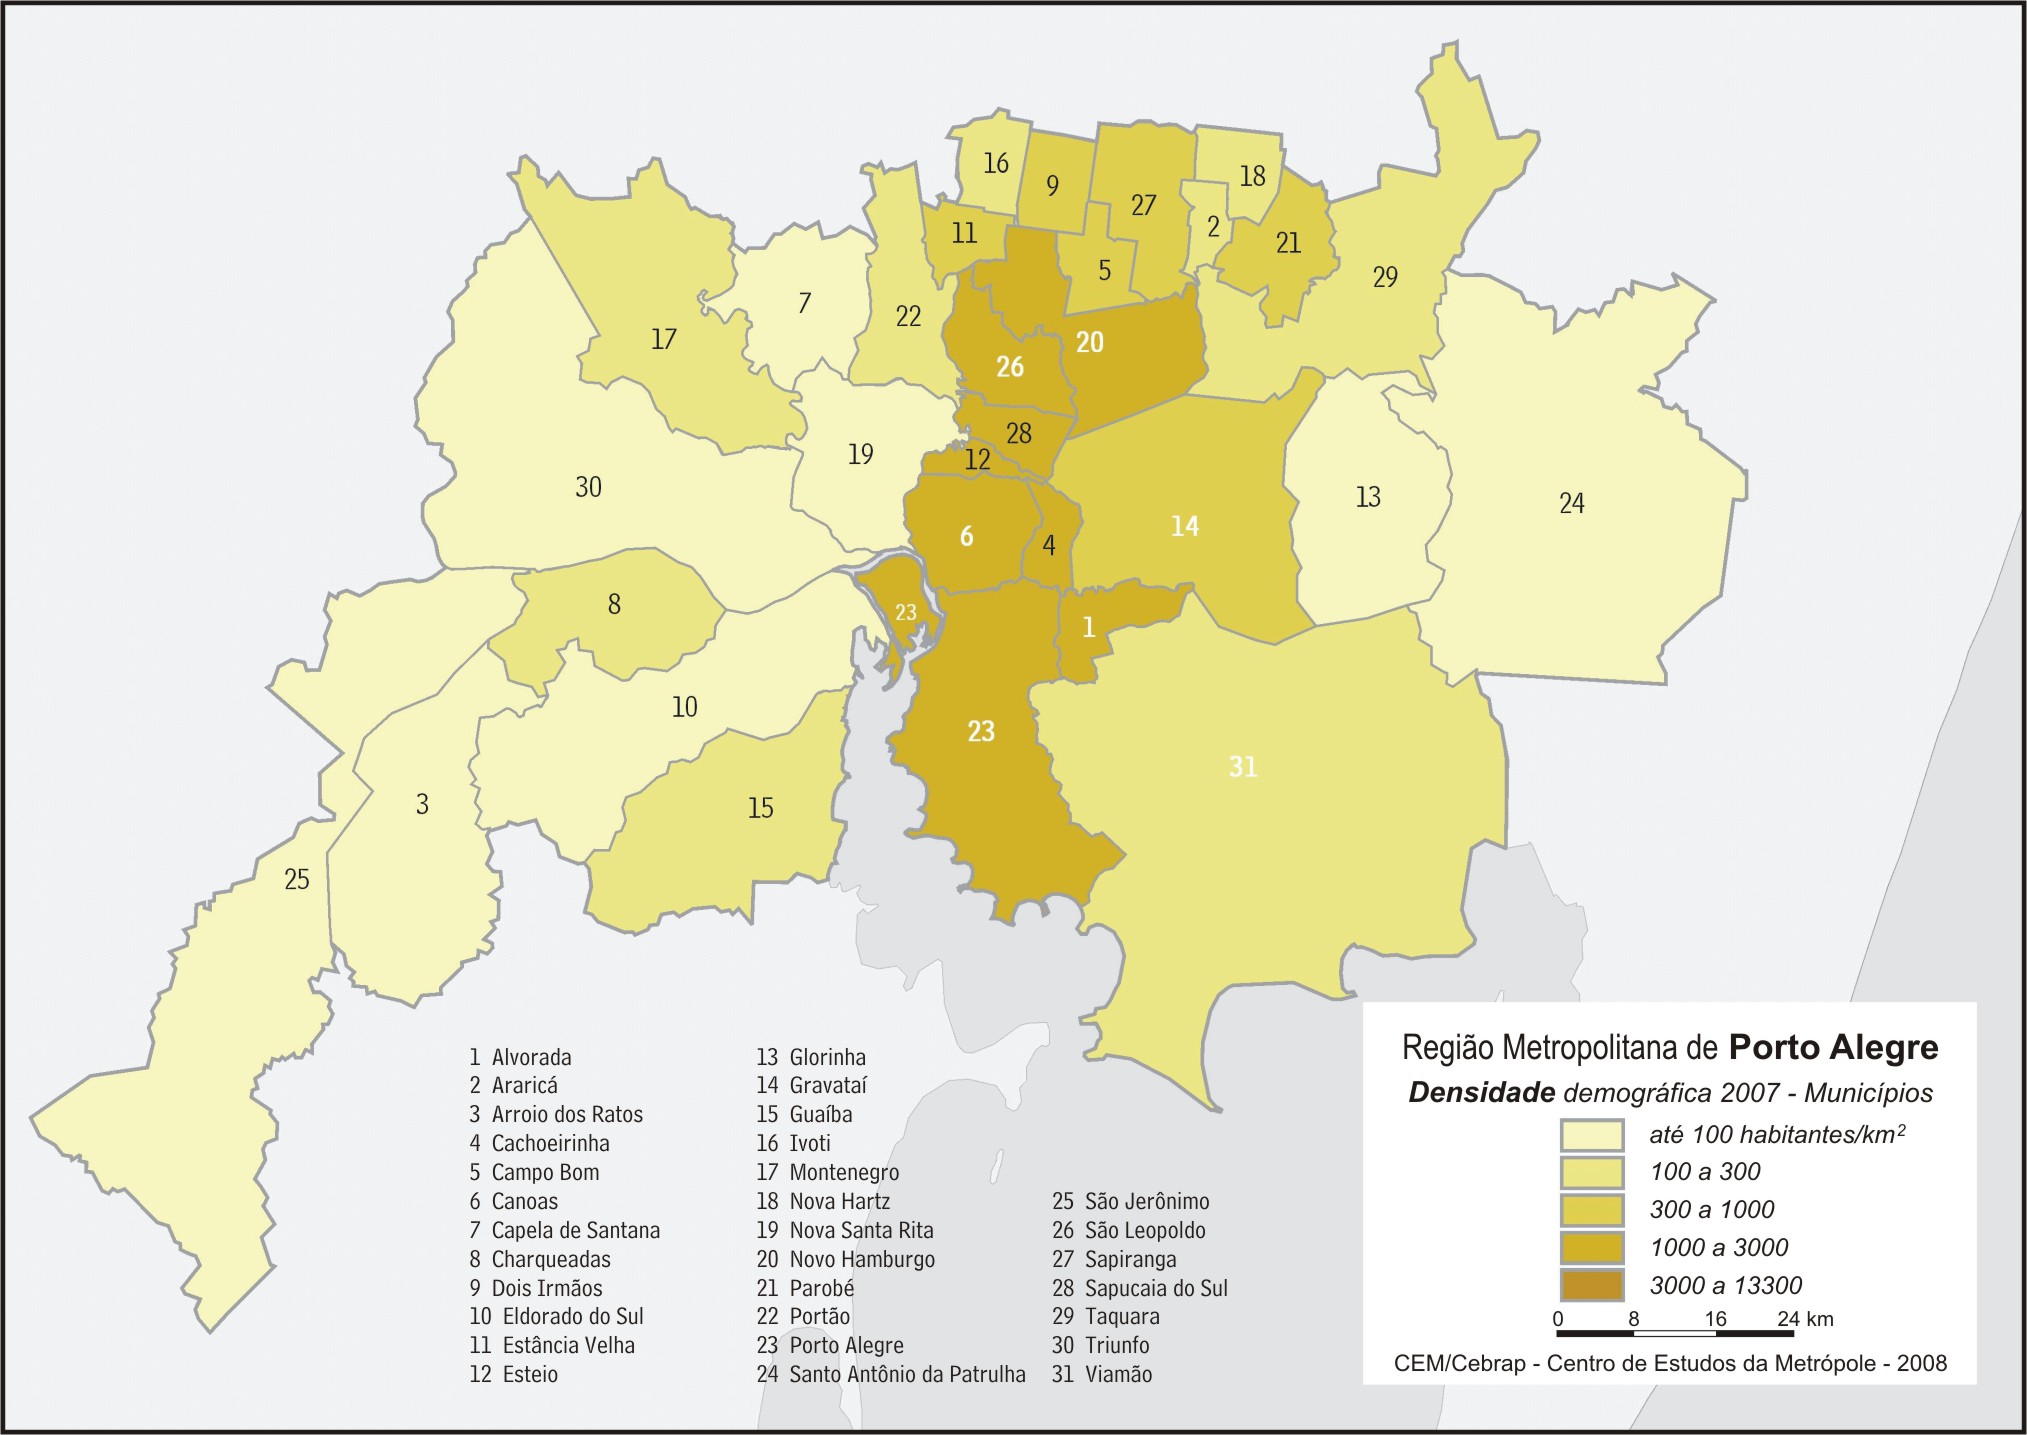 16
9
27
18
2
11
21
5
29
7
22
17
20
26
28
19
12
30
13
24
14
6
4
8
23
1
10
23
31
3
15
25
1 Alvorada
2 Araricá
3 Arroio dos Ratos
4 Cachoeirinha
5 Campo Bom
6 Canoas
7 Capela de Santana
8 Charqueadas
9 Dois Irmãos
10 Eldorado do Sul
11 Estância Velha
12 Esteio
13 Glorinha
14 Gravataí
15 Guaíba
16 Ivoti
17 Montenegro
18 Nova Hartz
19 Nova Santa Rita
20 Novo Hamburgo
21 Parobé
22 Portão
23 Porto Alegre
24 Santo Antônio da Patrulha
25 São Jerônimo
26 São Leopoldo
27 Sapiranga
28 Sapucaia do Sul
29 Taquara
30 Triunfo
31 Viamão
Região Metropolitana de Porto Alegre
Densidade demográfica 2007 - Municípios
até 100 habitantes/km²
100 a 300
300 a 1000
1000 a 3000
3000 a 13300
0 8 16 24 km
CEM/Cebrap - Centro de Estudos da Metrópole - 2008